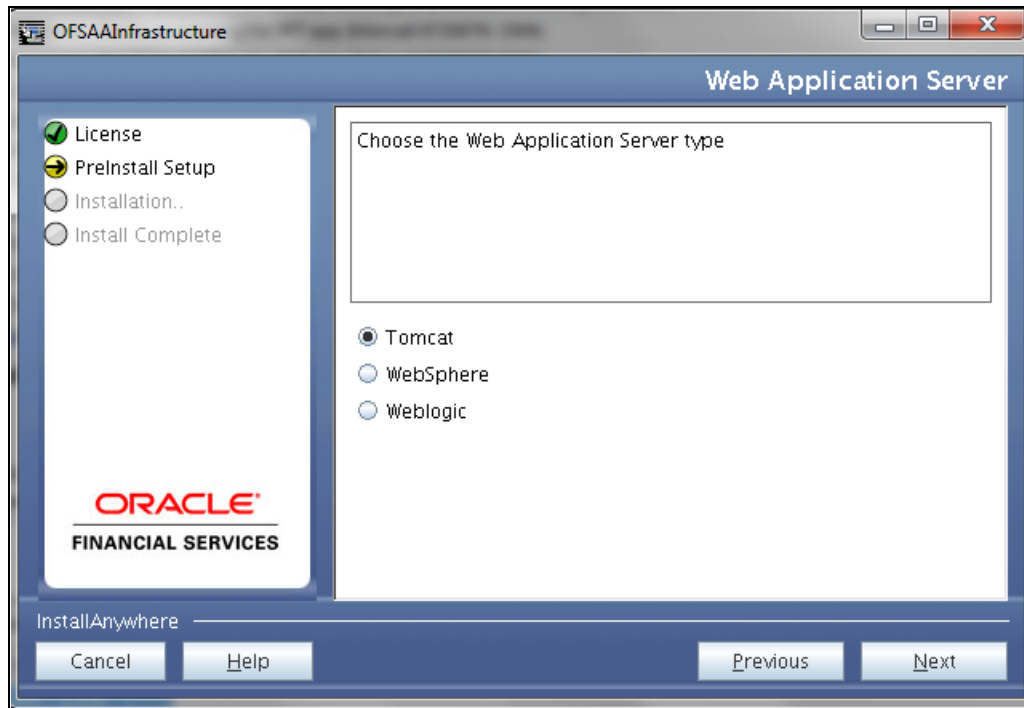 OFSAAInfrastructure
Web Application Server
License
PreInstall Setup
Installation..
Install Complete
Choose the Web Application Server type
Tomcat
WebSphere
Weblogic
ORACLE
FINANCIAL SERVICES
InstallAnywhere
Cancel
Help
Previous
Next